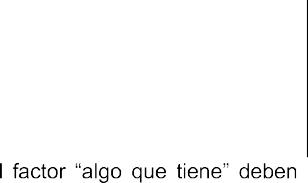 l factor “algo que tiene” deben